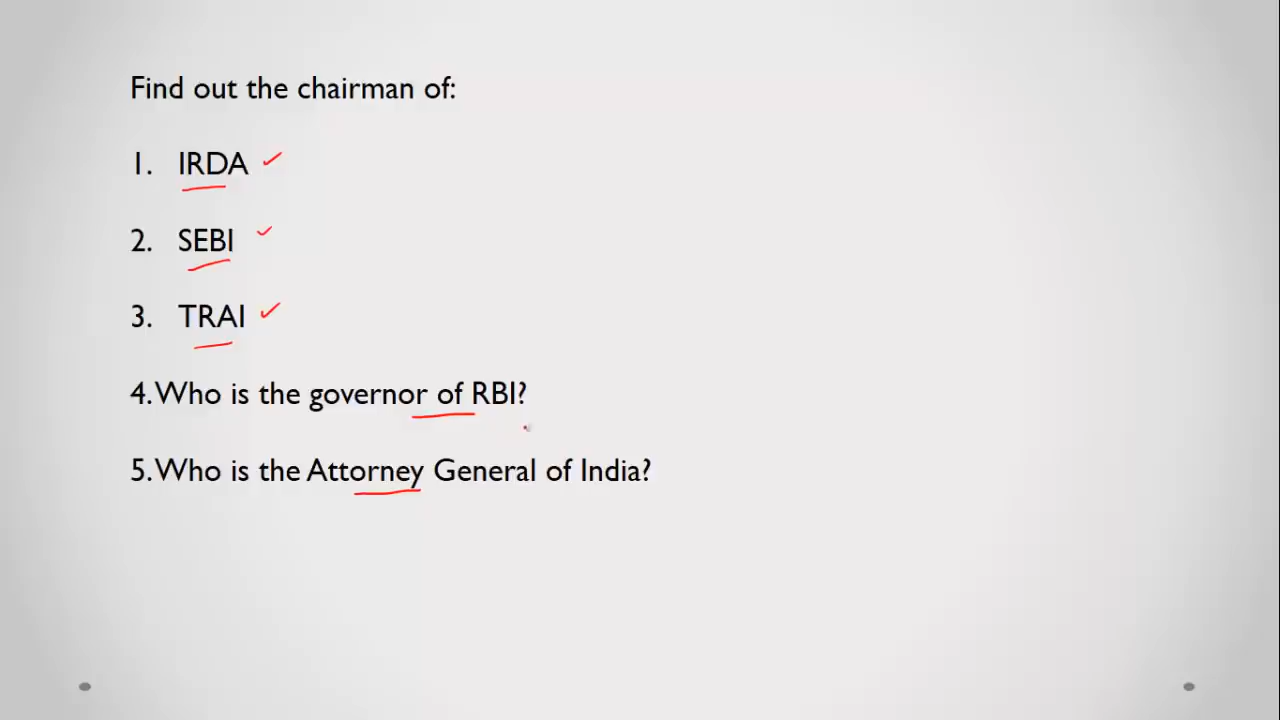 Find out the chairman of:
1. IRDA
2. SEBI
3. TRAI
4. Who is the governor of RBI?
5. Who is the Attorney General of India?